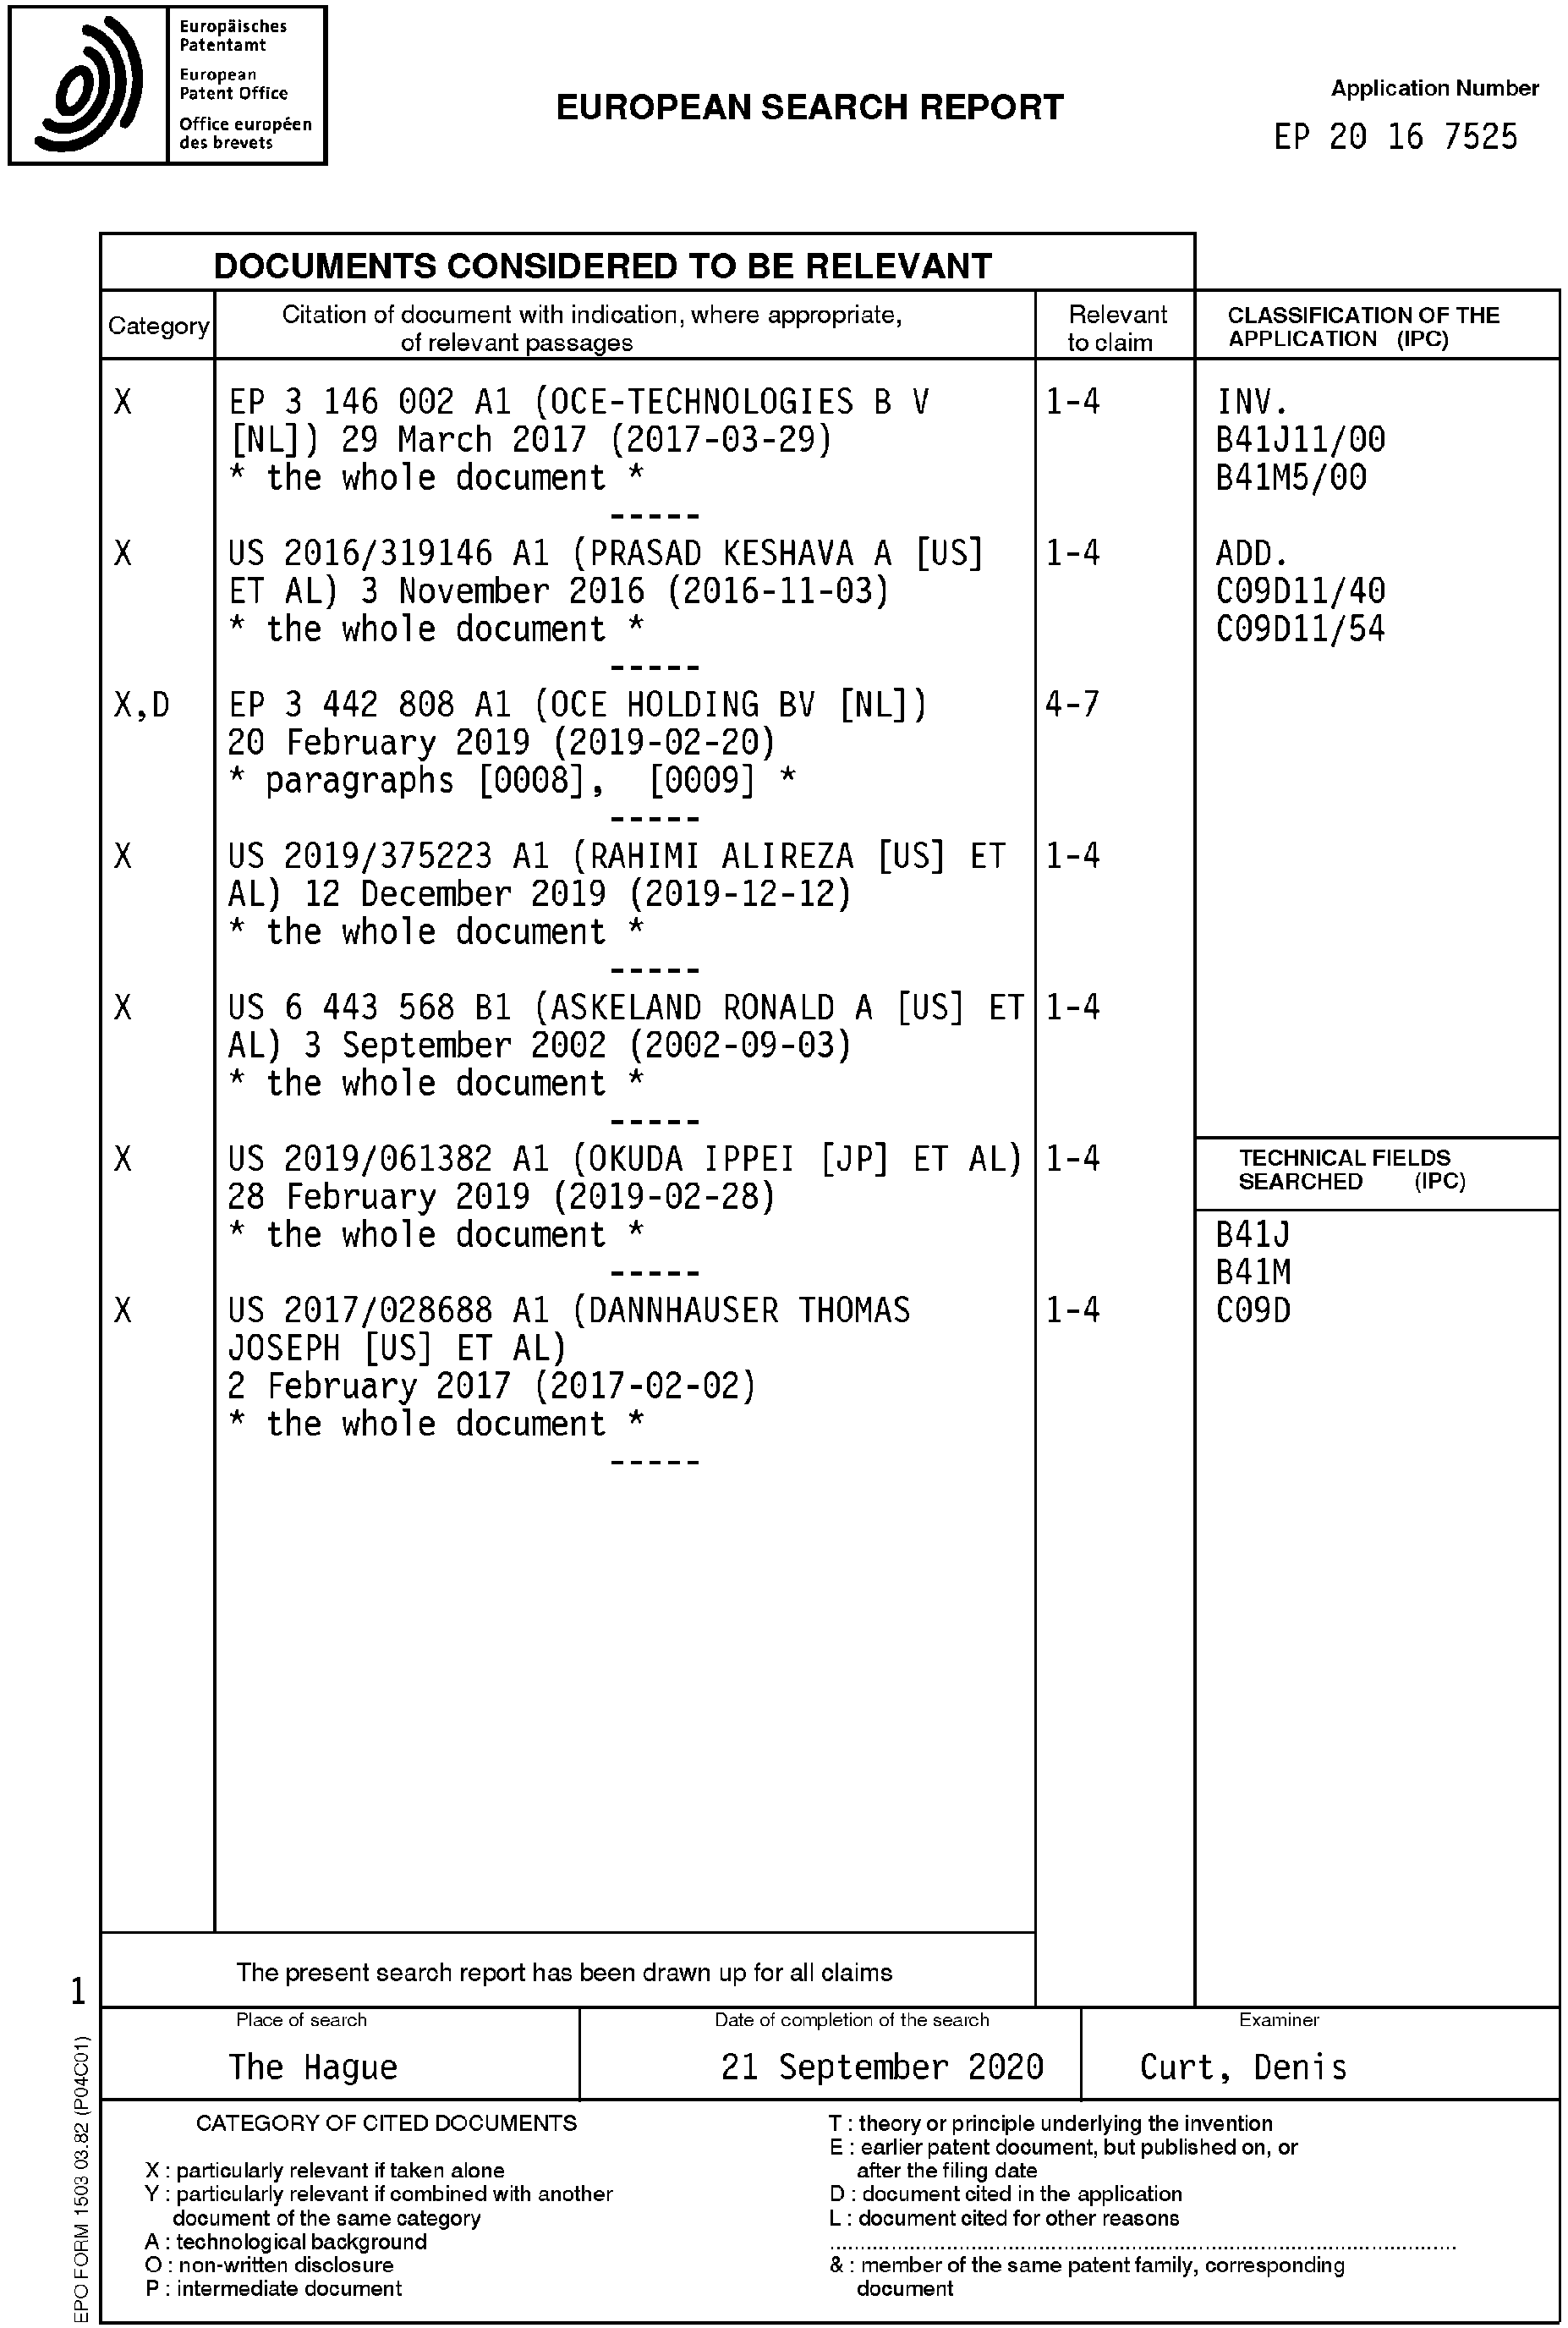 Europäisches
Patentamt
European
Patent Office
Office européen
des brevets
EUROPEAN SEARCH REPORT
Application Number
EP 20 16 7525
DOCUMENTS CONSIDERED TO BE RELEVANT
Category
Citation of document with indication, where appropriate,
of relevant passages
Relevant
to claim
CLASSIFICATION OF THE
APPLICATION (IPC)
X
EP 3 146 002 A1 (OCE-TECHNOLOGIES B V
[NL]) 29 March 2017 (2017-03-29)
* the whole document *
-----
1-4
X
US 2016/319146 A1 (PRASAD KESHAVA A [US]
ET AL) 3 November 2016 (2016-11-03)
* the whole document *
-----
1-4
X,D
EP 3 442 808 A1 (OCE HOLDING BV [NL])
20 February 2019 (2019-02-20)
* paragraphs [0008], [0009] *
-----
4-7
X
US 2019/375223 A1 (RAHIMI ALIREZA [US] ET
AL) 12 December 2019 (2019-12-12)
* the whole document *
-----
1-4
X
US 6 443 568 B1 (ASKELAND RONALD A [US] ET
AL) 3 September 2002 (2002-09-03)
* the whole document *
-----
1-4
X
US 2019/061382 A1 (OKUDA IPPEI [JP] ET AL)
28 February 2019 (2019-02-28)
* the whole document *
-----
1-4
X
US 2017/028688 A1 (DANNHAUSER THOMAS
JOSEPH [US] ET AL)
2 February 2017 (2017-02-02)
* the whole document *
-----
1-4
INV.
B41J11/00
B41M5/00
ADD.
C09D11/40
C09D11/54
TECHNICAL FIELDS
SEARCHED (IPC)
B41J
B41M
C09D
The present search report has been drawn up for all claims
1
Place of search
The Hague
Date of completion of the search
21 September 2020
Examiner
Curt, Denis
CATEGORY OF CITED DOCUMENTS
X : particularly relevant if taken alone
Y : particularly relevant if combined with another
document of the same category
A : technological background
O : non-written disclosure
P : intermediate document
T : theory or principle underlying the invention
E : earlier patent document, but published on, or
after the filing date
D : document cited in the application
L : document cited for other reasons
& : member of the same patent family, corresponding
document
EPO FORM 1503 03.82 (P04C01)